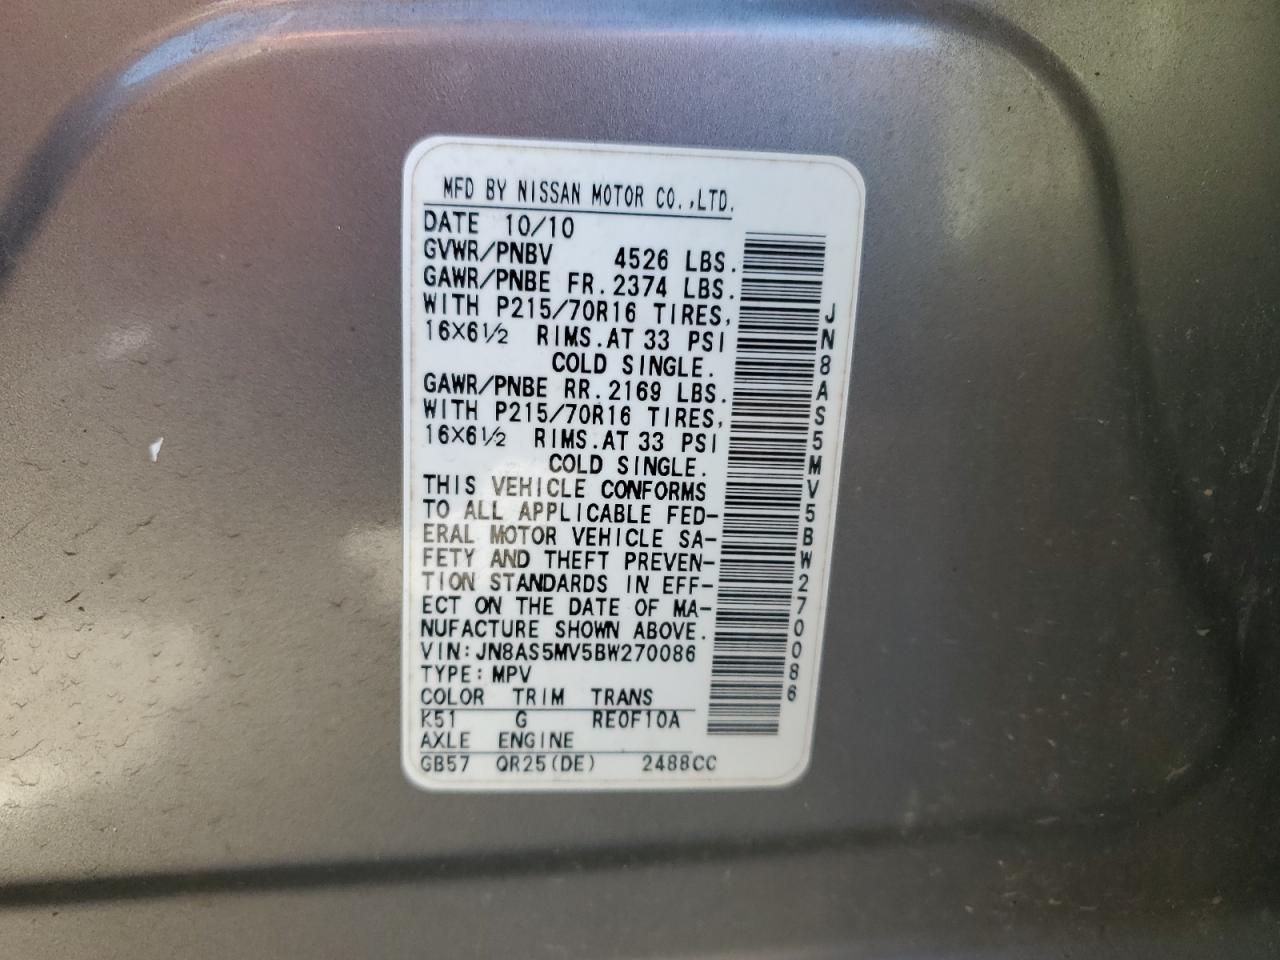 MFD BY NISSAN MOTOR CO.,LTD.
DATE 10/10
GVWR/PNBV 4526 LBS.
GAWR/PNBE FR.2374 LBS.
WITH P215/70R16 TIRES,
16X6½ RIMS.AT 33 PSI
COLD SINGLE.
GAWR/PNBE RR.2169 LBS.
WITH P215/70R16 TIRES,
16X6½ RIMS.AT 33 PSI
COLD SINGLE.
THIS VEHICLE CONFORMS
TO ALL APPLICABLE FED-
ERAL MOTOR VEHICLE SA-
FETY AND THEFT PREVEN-
TION STANDARDS IN EFF-
ECT ON THE DATE OF MA-
NUFACTURE SHOWN ABOVE.
VIN:JN8AS5MV5BW270086
TYPE:MPV
COLOR TRIM TRANS
K51 G RE0F10A
AXLE ENGINE
GB57 QR25(DE) 2488CC
JN8AS5MV5BW270086